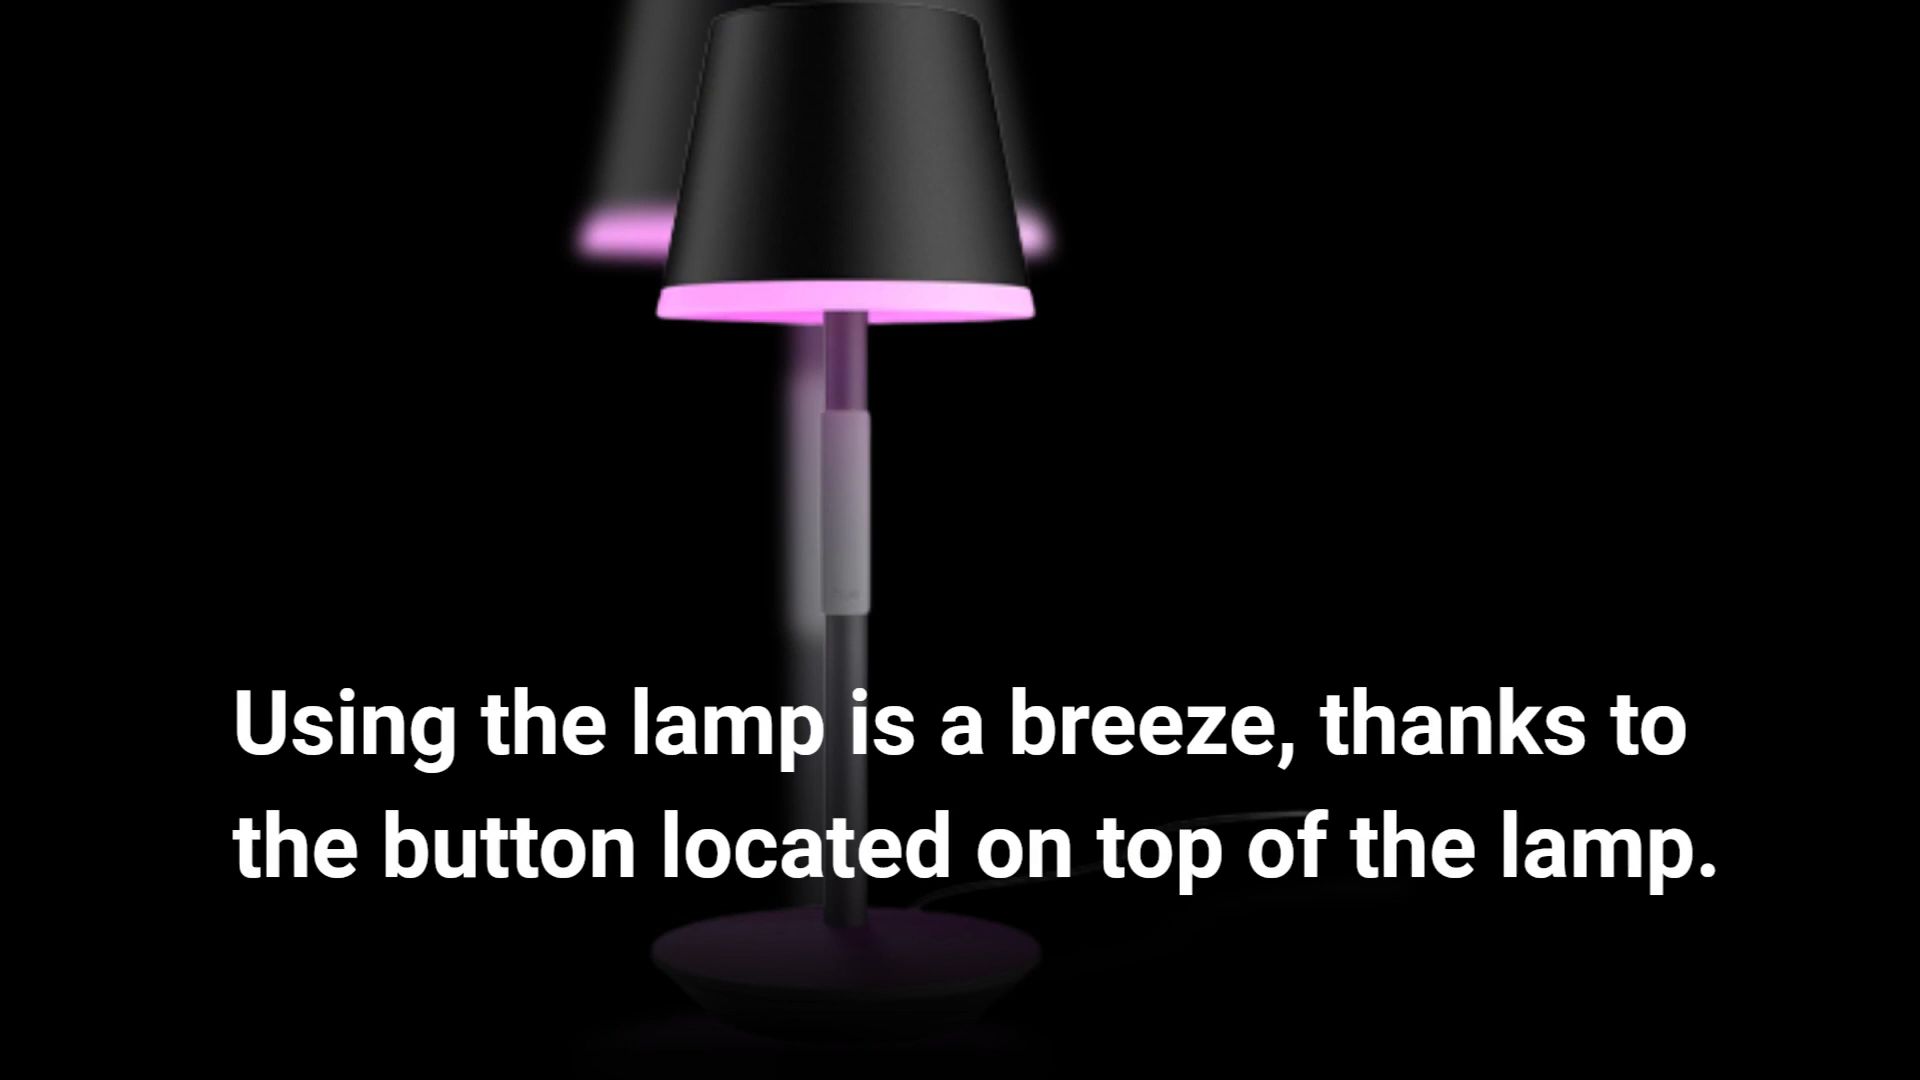 Using the lamp is a breeze, thanks to
the button located on top of the lamp.